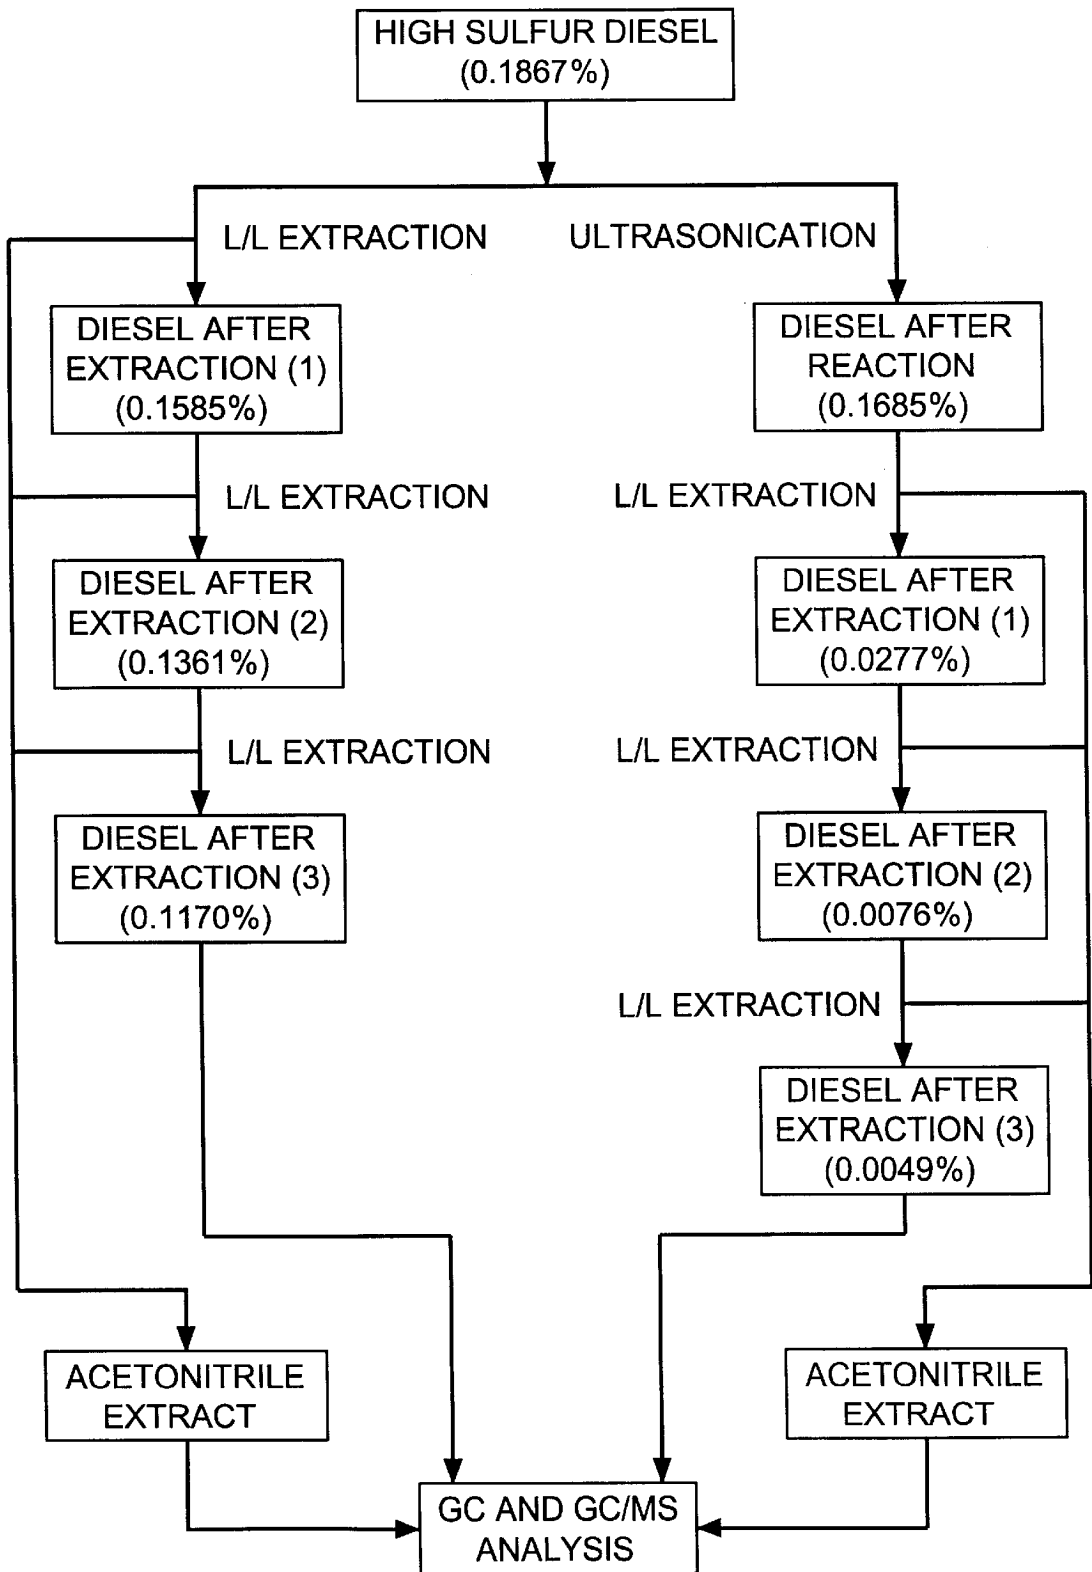 HIGH SULFUR DIESEL
(0.1867%)
L/L EXTRACTION
ULTRASONICATION
DIESEL AFTER
EXTRACTION (1)
(0.1585%)
DIESEL AFTER
REACTION
(0.1685%)
L/L EXTRACTION
L/L EXTRACTION
DIESEL AFTER
EXTRACTION (2)
(0.1361%)
DIESEL AFTER
EXTRACTION (1)
(0.0277%)
L/L EXTRACTION
L/L EXTRACTION
DIESEL AFTER
EXTRACTION (3)
(0.1170%)
DIESEL AFTER
EXTRACTION (2)
(0.0076%)
L/L EXTRACTION
DIESEL AFTER
EXTRACTION (3)
(0.0049%)
ACETONITRILE
EXTRACT
ACETONITRILE
EXTRACT
GC AND GC/MS
ANALYSIS